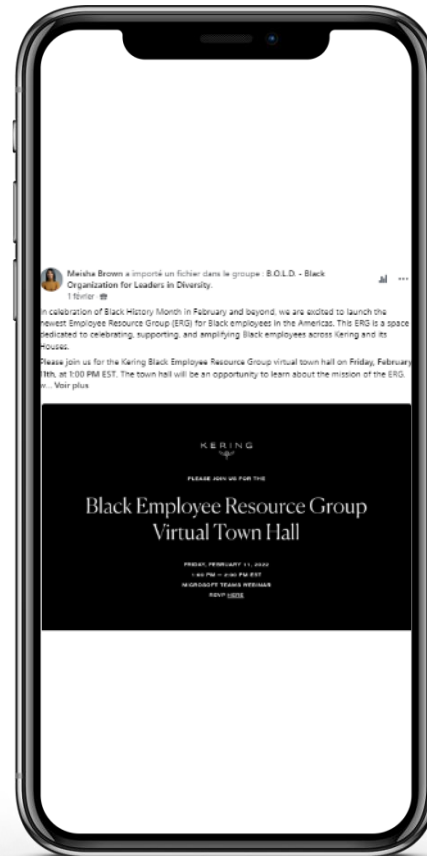 Meisha Brown a importé un fichier dans le groupe : B.O.L.D. - Black
Organization for Leaders in Diversity.
1 février
In celebration of Black History Month in February and beyond, we are excited to launch the
newest Employee Resource Group (ERG) for Black employees in the Americas. This ERG is a space
dedicated to celebrating, supporting, and amplifying Black employees across Kering and its
Houses.
Please join us for the Kering Black Employee Resource Group virtual town hall on Friday, February
11th, at 1:00 PM EST. The town hall will be an opportunity to learn about the mission of the ERG,
w... Voir plus
KERING
PLEASE JOIN US FOR THE
Black Employee Resource Group
Virtual Town Hall
FRIDAY, FEBRUARY 11, 2022
1:00 PM — 2:00 PM EST
MICROSOFT TEAMS WEBINAR
RSVP HERE